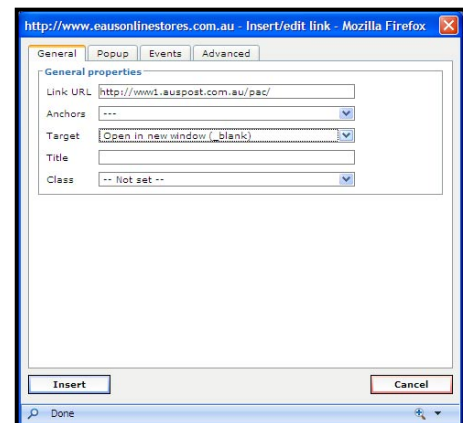 http://www.eausonlinestores.com.au - Insert/edit link - Mozilla Firefox
General Popup Events Advanced
General properties
Link URL http://www1.auspost.com.au/pac/
Anchors ---
Target Open in new window (_blank)
Title
Class -- Not set --
Insert Cancel
Done